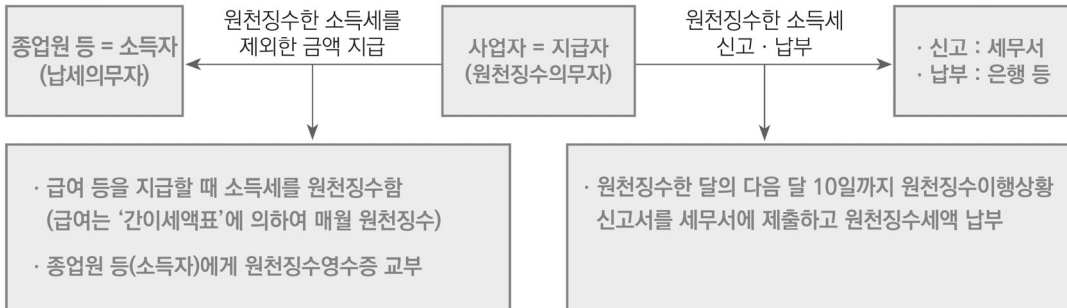 종업원 등 = 소득자
(납세의무자)
원천징수한 소득세를
제외한 금액 지급
사업자 = 지급자
(원천징수의무자)
원천징수한 소득세
신고 · 납부
· 신고 : 세무서
· 납부 : 은행 등
· 급여 등을 지급할 때 소득세를 원천징수함
(급여는 ‘간이세액표’에 의하여 매월 원천징수)
· 종업원 등(소득자)에게 원천징수영수증 교부
· 원천징수한 달의 다음 달 10일까지 원천징수이행상황
신고서를 세무서에 제출하고 원천징수세액 납부